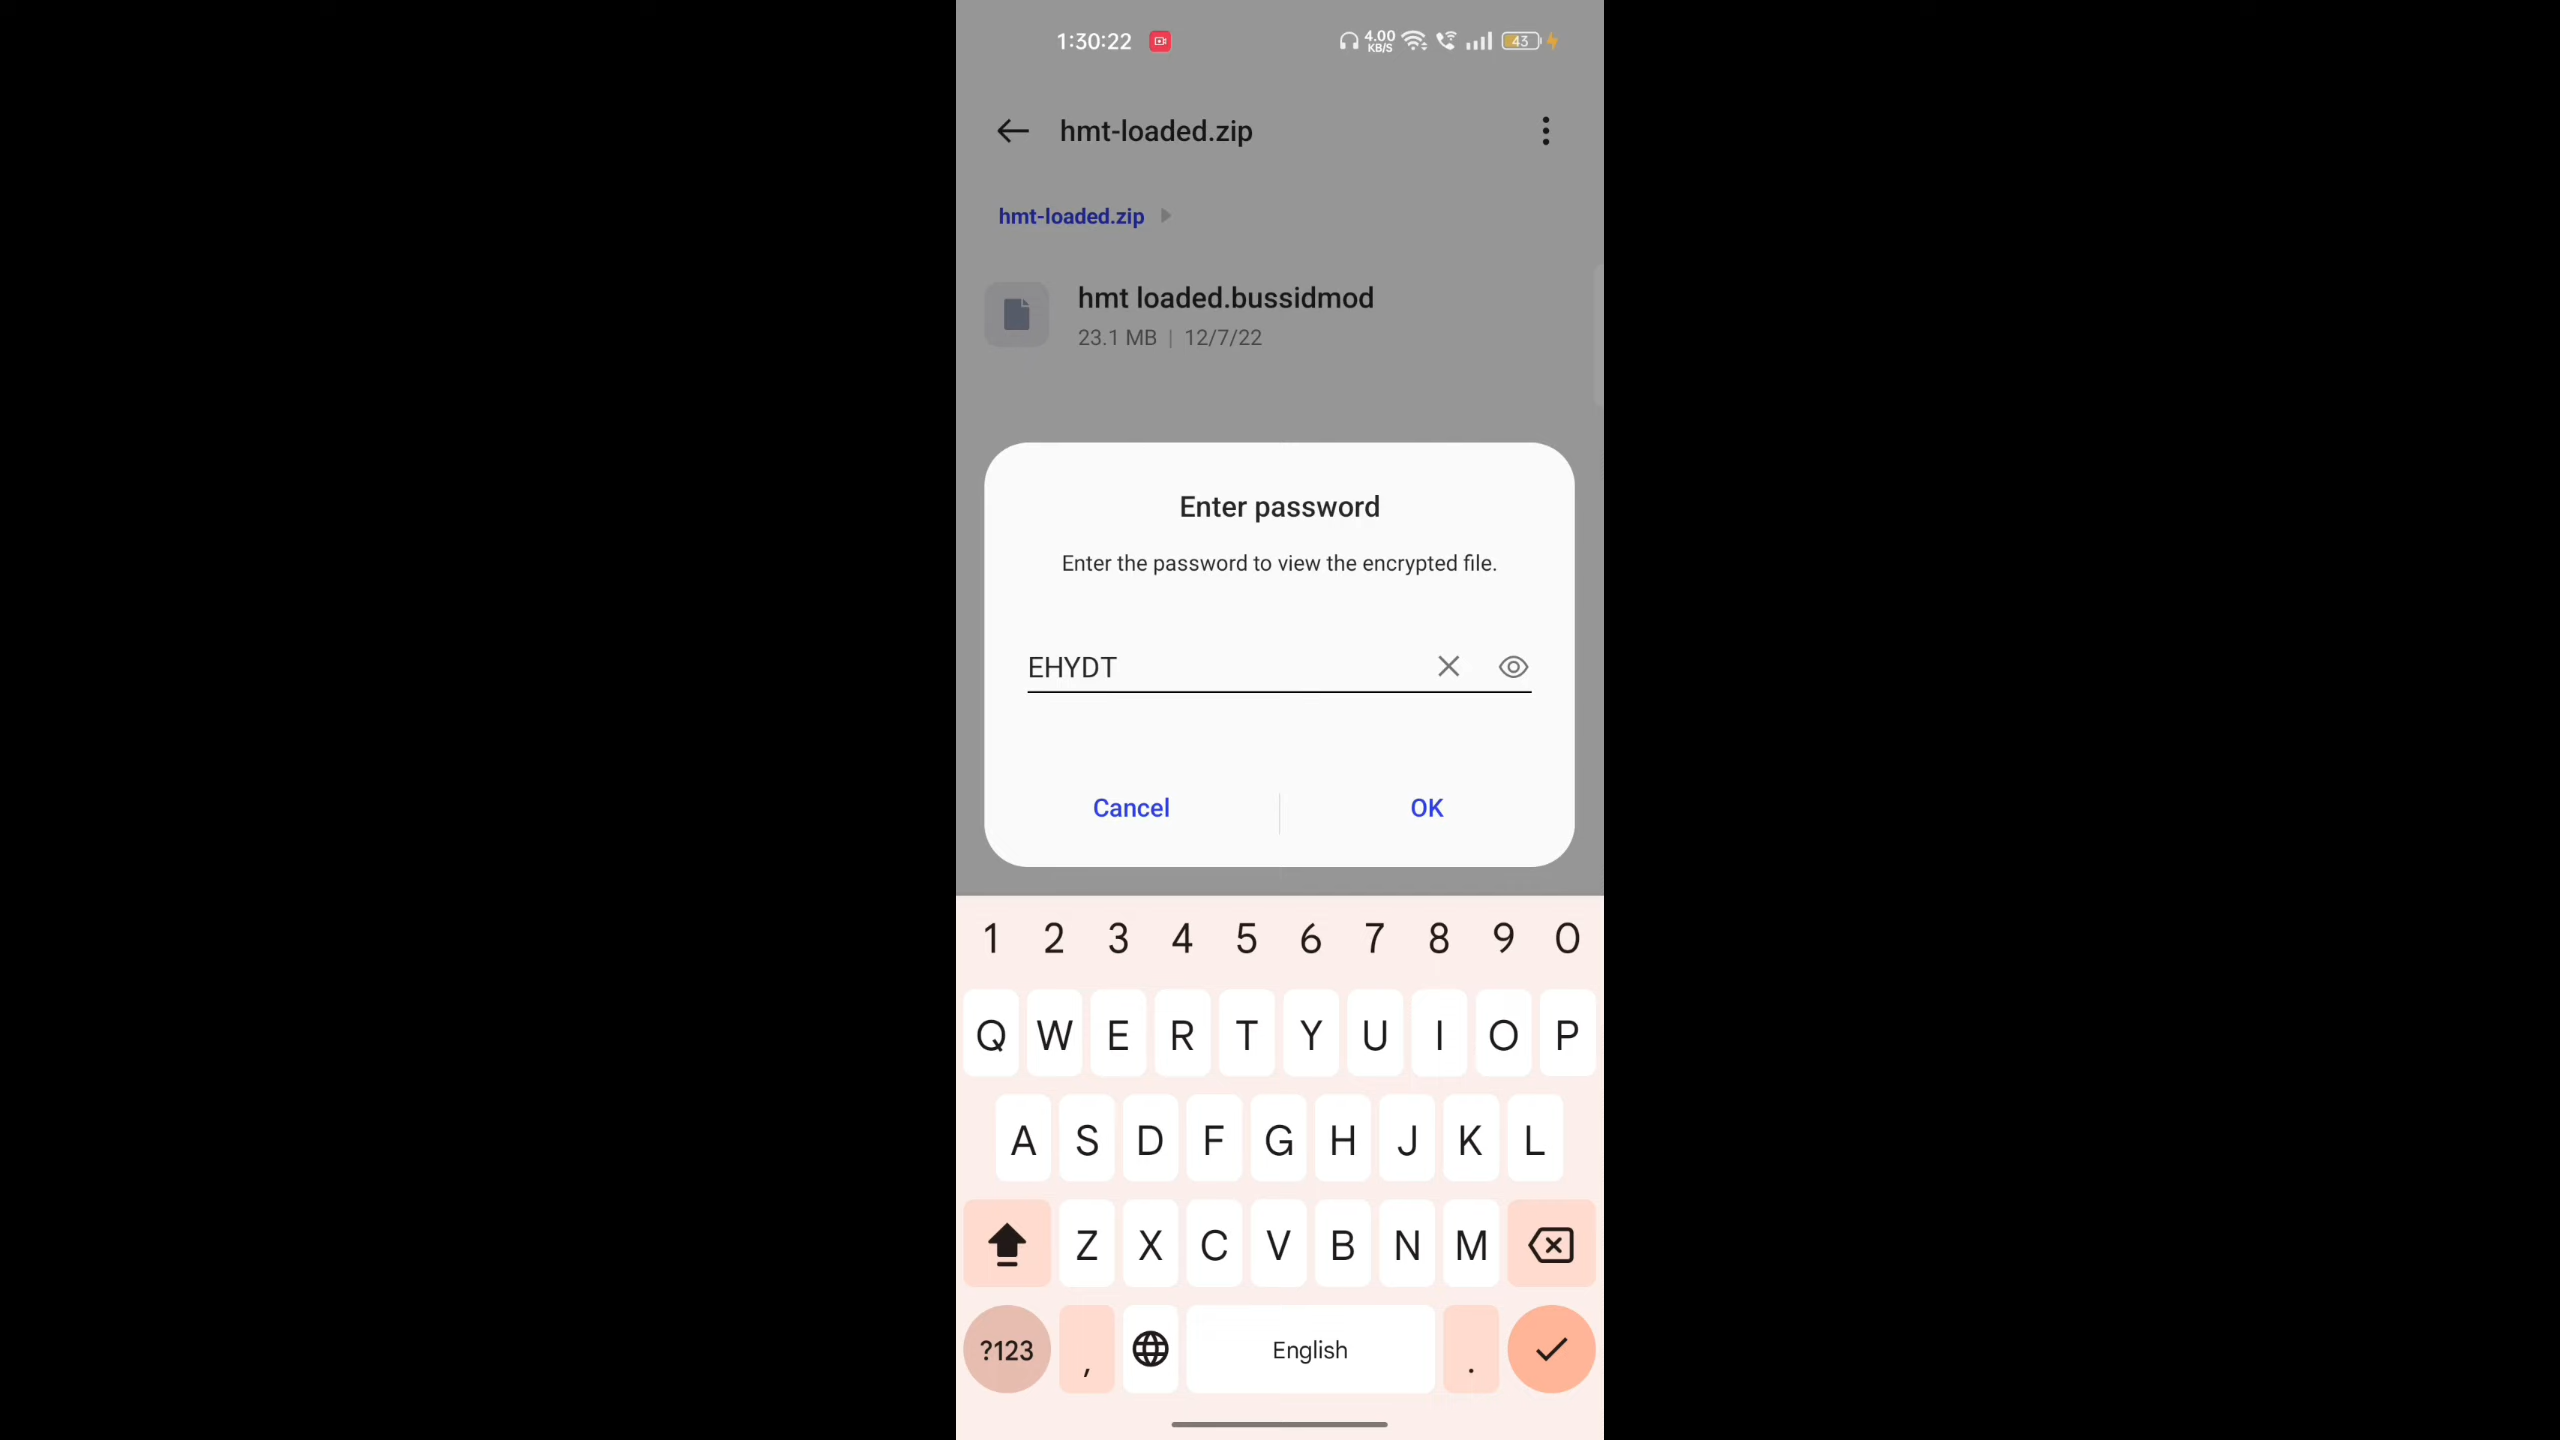 1:30:22
4.00
KB/S
43
hmt-loaded.zip
hmt-loaded.zip
hmt loaded.bussidmod
23.1 MB | 12/7/22
Enter password
Enter the password to view the encrypted file.
EHYDT
Cancel
OK
1 2 3 4 5 6 7 8 9 0
Q W E R T Y U I O P
A S D F G H J K L
Z X C V B N M
?123 , English .